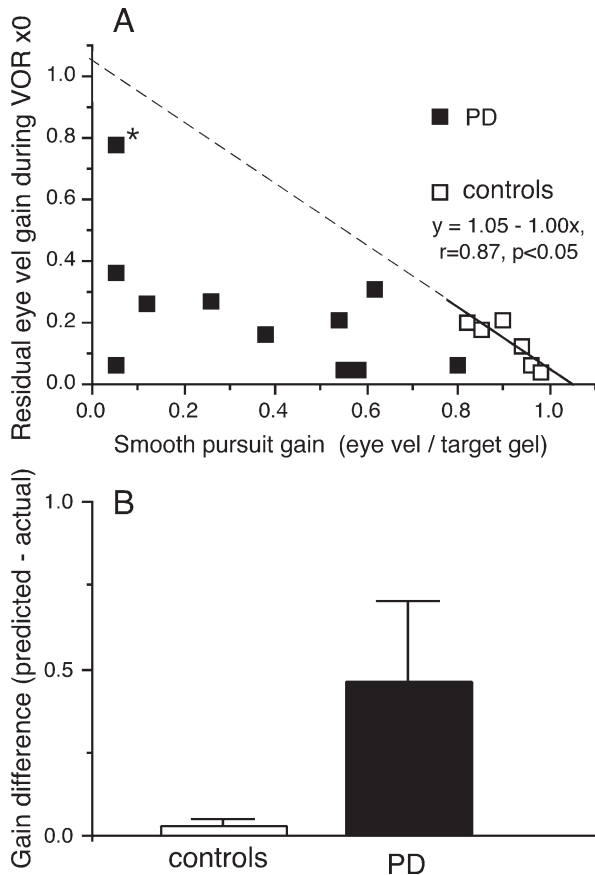 A
Residual eye vel gain during VOR x0
1.0
0.8
0.6
0.4
0.2
0.0
*
PD
controls
y = 1.05 - 1.00x,
r=0.87, p<0.05
0.0 0.2 0.4 0.6 0.8 1.0
Smooth pursuit gain (eye vel / target gel)
B
Gain difference (predicted - actual)
1.0
0.5
0.0
controls PD